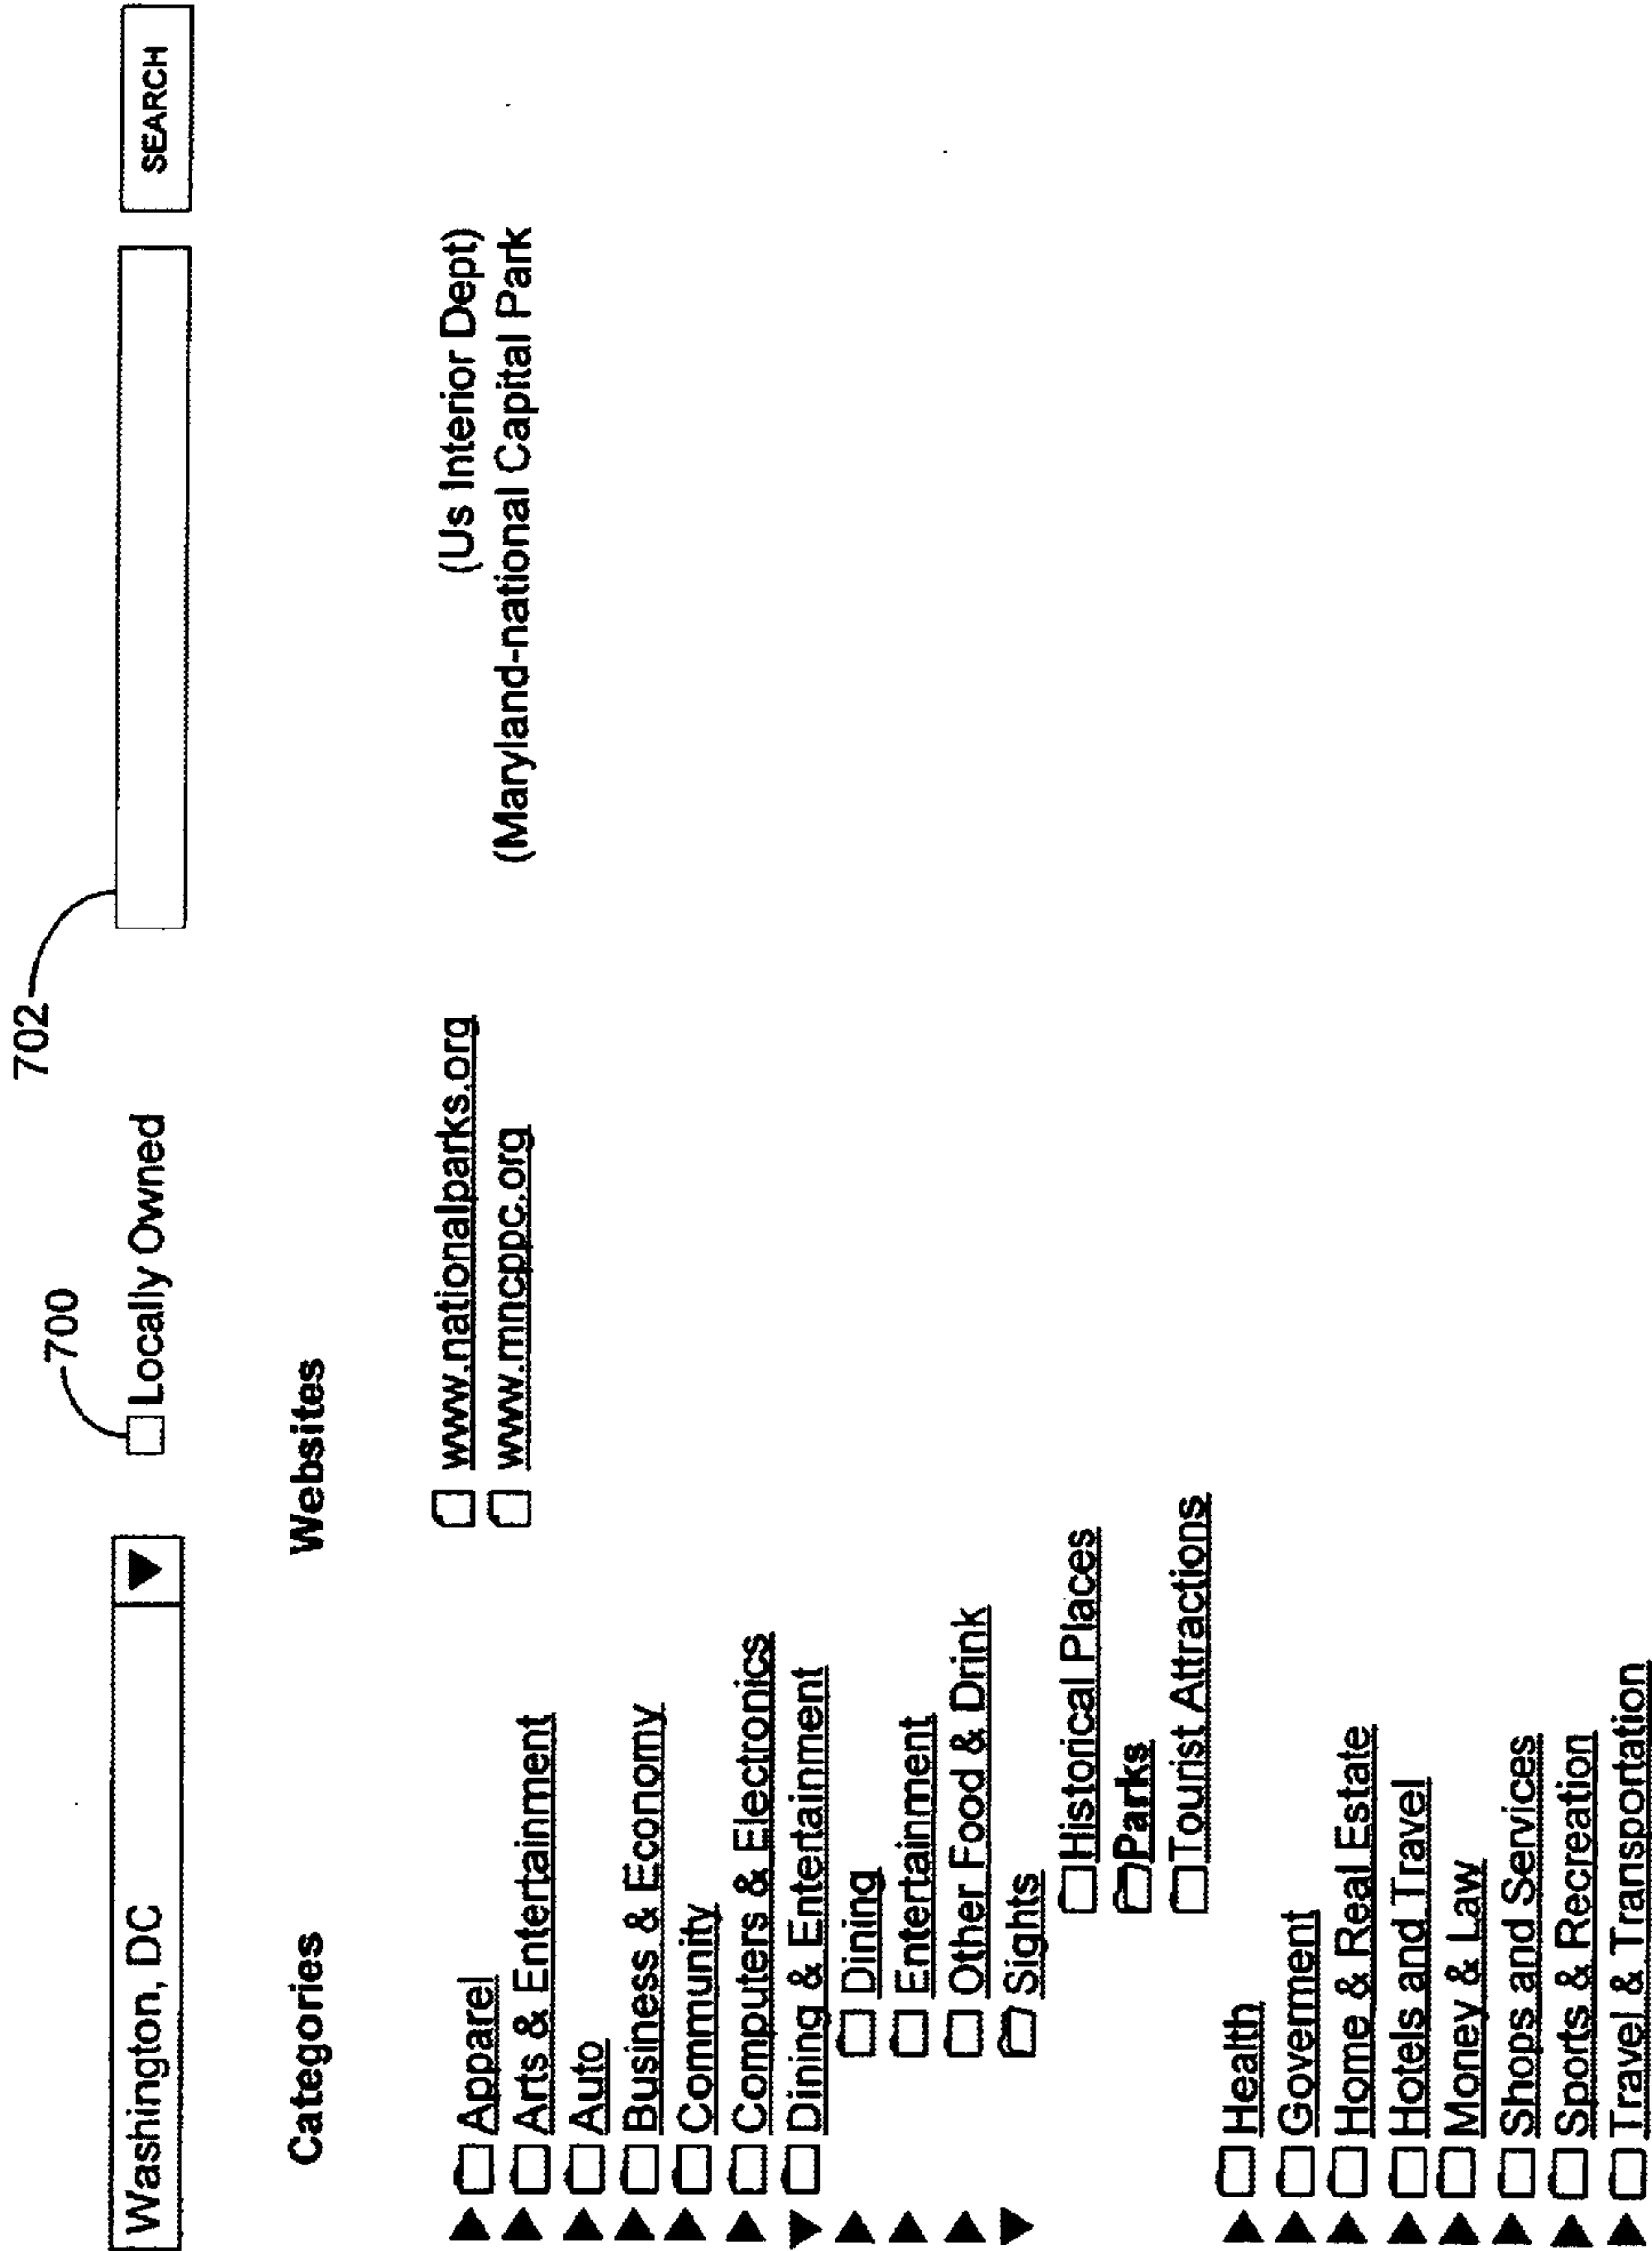 702
700
Washington, DC
Locally Owned
SEARCH
Categories
Websites
Apparel
Arts & Entertainment
Auto
Business & Economy
Community
Computers & Electronics
Dining & Entertainment
Dining
Entertainment
Other Food & Drink
Sights
Historical Places
Parks
Tourist Attractions
Health
Goverment
Home & Real Estate
Hotels and Travel
Money & Law
Shops and Services
Sports & Recreation
Travel & Transportation
www.nationalparks.org
(Us Interior Dept)
www.mncppc.org
(Maryland-national Capital Park